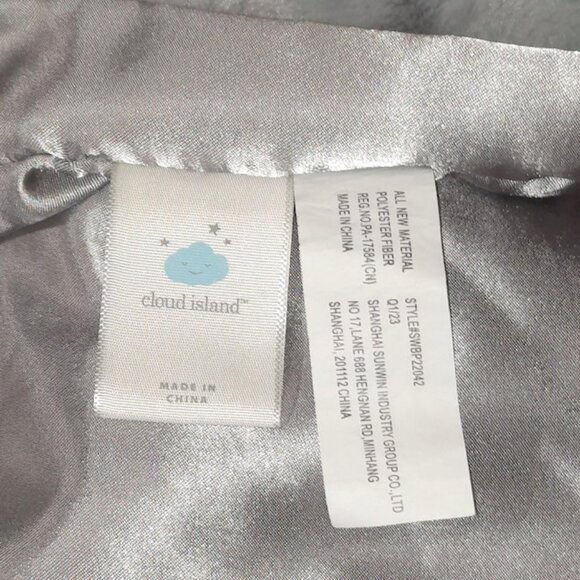 cloud island™
MADE IN
CHINA
ALL NEW MATERIAL
POLYESTER FIBER
REG.NO.PA-17584(CN)
MADE IN CHINA
STYLE#SWBP22042
Q1/23
SHANGHAI SUNWIN INDUSTRY GROUP CO.,LTD
NO 17,LANE 688 HENGNAN RD,MINHANG
SHANGHAI, 201112 CHINA